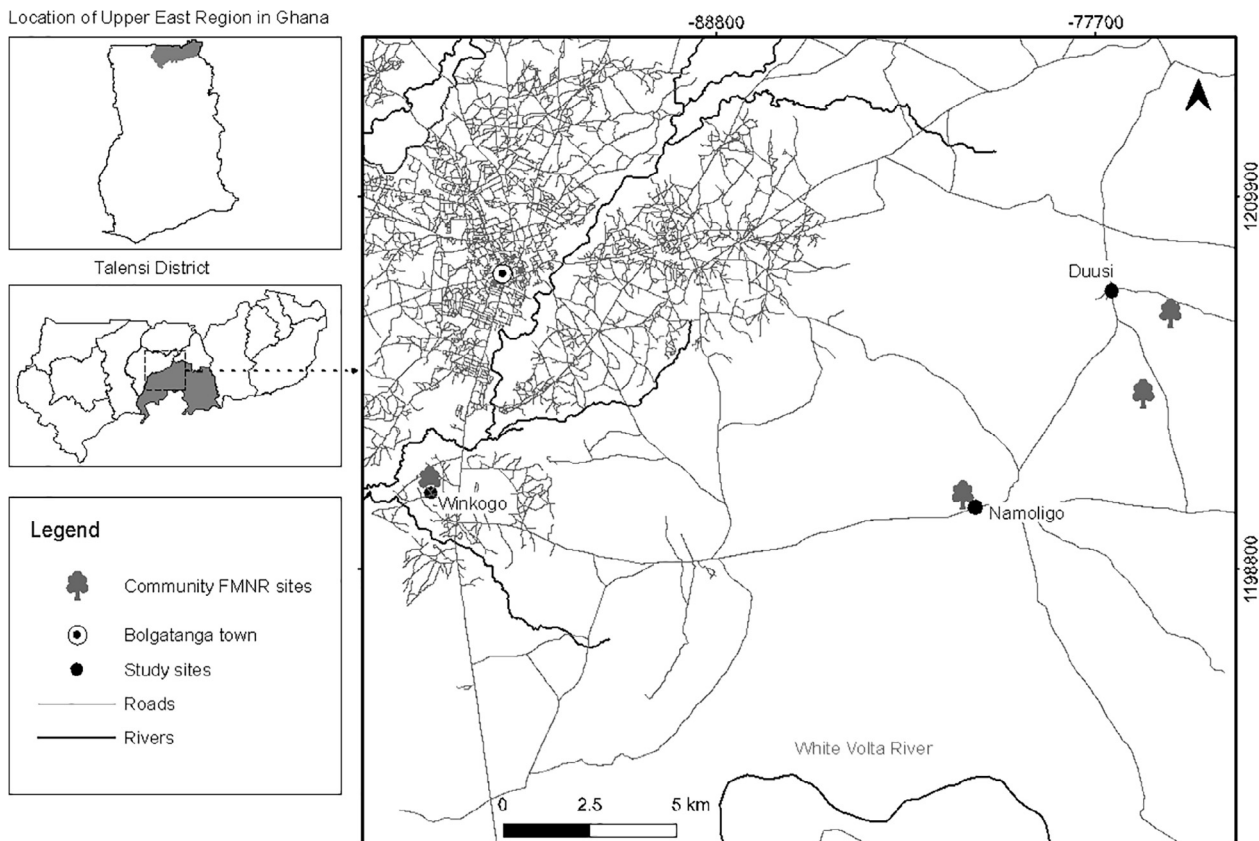 Location of Upper East Region in Ghana
Talensi District
Legend
Community FMNR sites
Bolgatanga town
Study sites
Roads
Rivers
-88800
-77700
1209900
Duusi
Winkogo
Namoligo
1198800
White Volta River
0 2.5 5 km